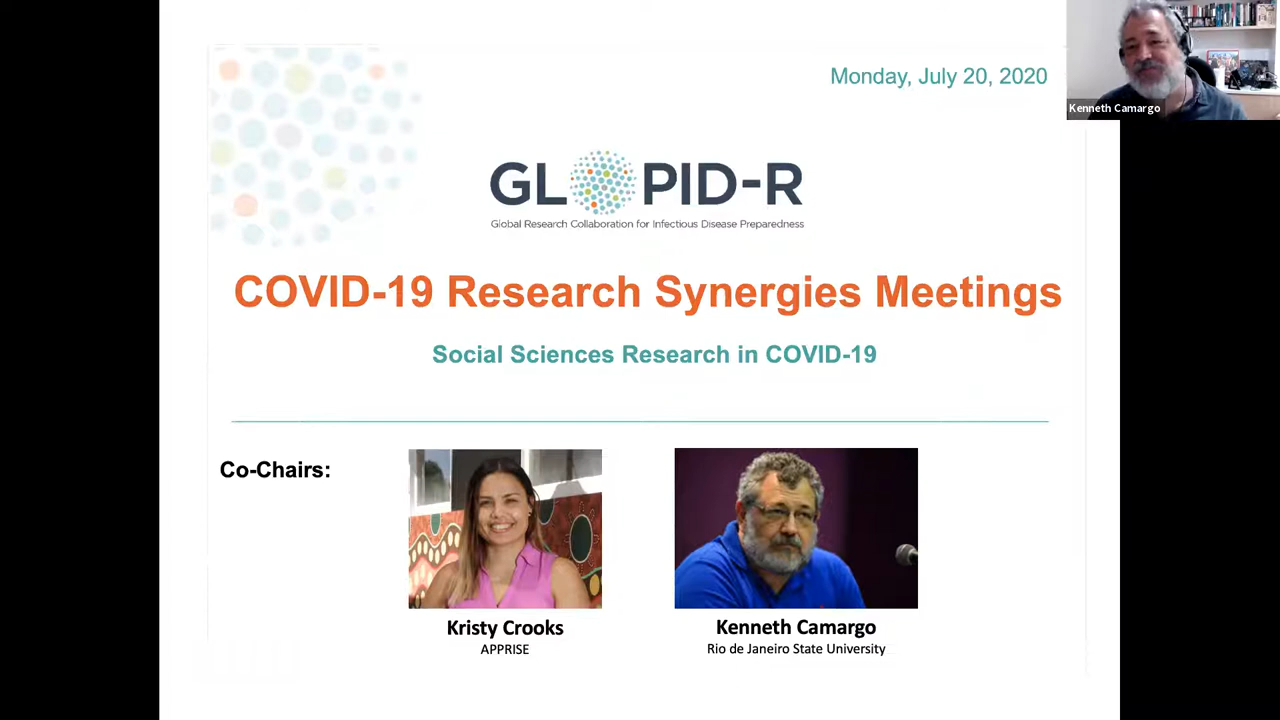 Monday, July 20, 2020
Kenneth Camargo
GLOPID-R
Global Research Collaboration for Infectious Disease Preparedness
COVID-19 Research Synergies Meetings
Social Sciences Research in COVID-19
Co-Chairs:
Kristy Crooks
APPRISE
Kenneth Camargo
Rio de Janeiro State University